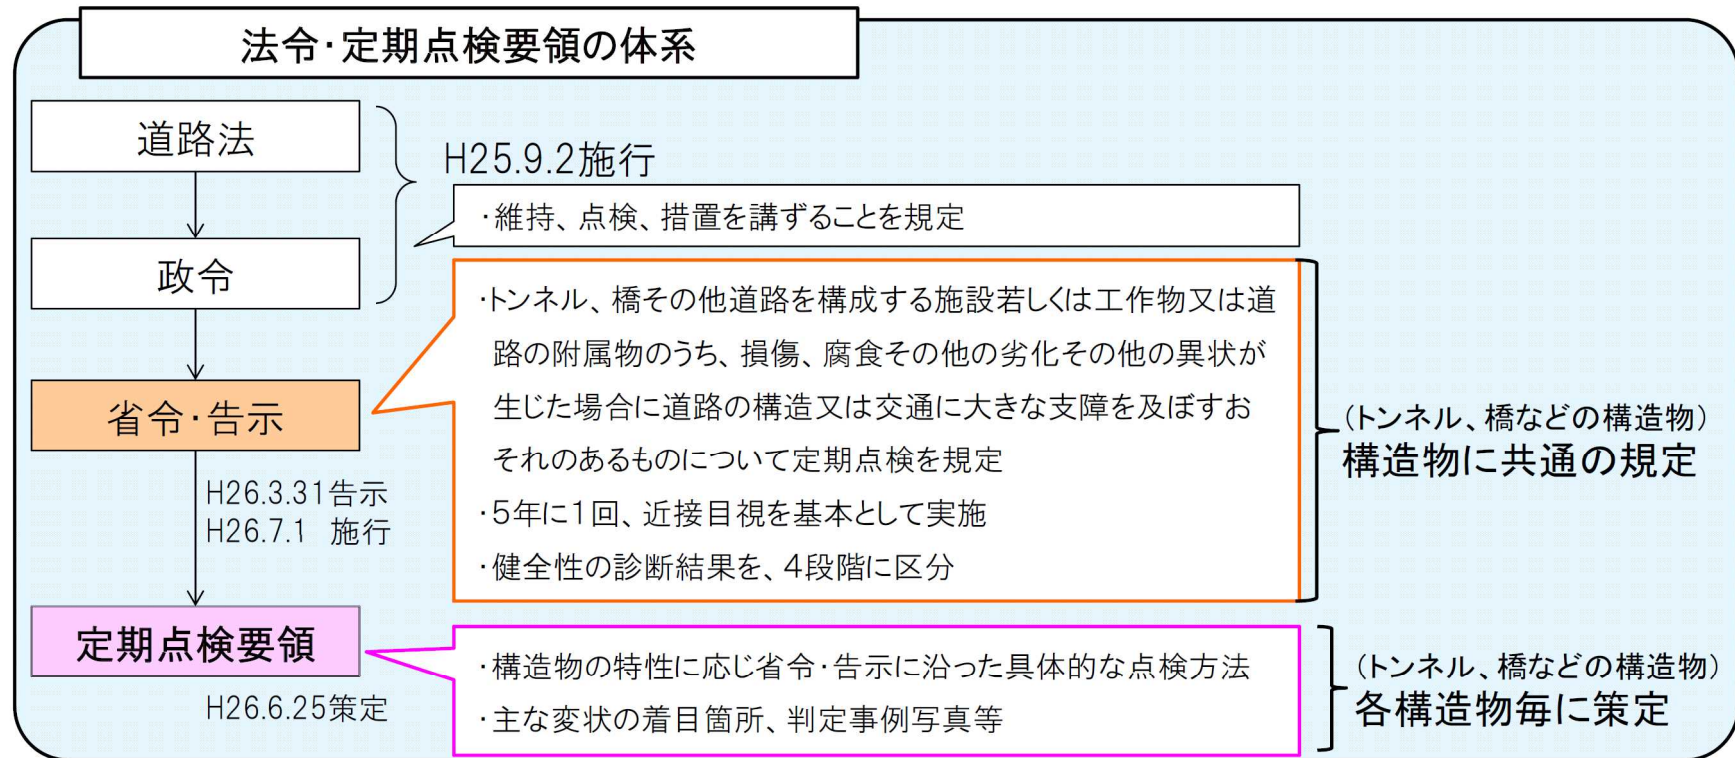 法令・定期点検要領の体系
道路法
H25.9.2施行
・維持、点検、措置を講ずることを規定
政令
・トンネル、橋その他道路を構成する施設若しくは工作物又は道
路の附属物のうち、損傷、腐食その他の劣化その他の異状が
生じた場合に道路の構造又は交通に大きな支障を及ぼすお
それのあるものについて定期点検を規定
・5年に1回、近接目視を基本として実施
・健全性の診断結果を、4段階に区分
省令・告示
(トンネル、橋などの構造物)
構造物に共通の規定
H26.3.31告示
H26.7.1 施行
定期点検要領
・構造物の特性に応じ省令・告示に沿った具体的な点検方法
・主な変状の着目箇所、判定事例写真等
(トンネル、橋などの構造物)
各構造物毎に策定
H26.6.25策定